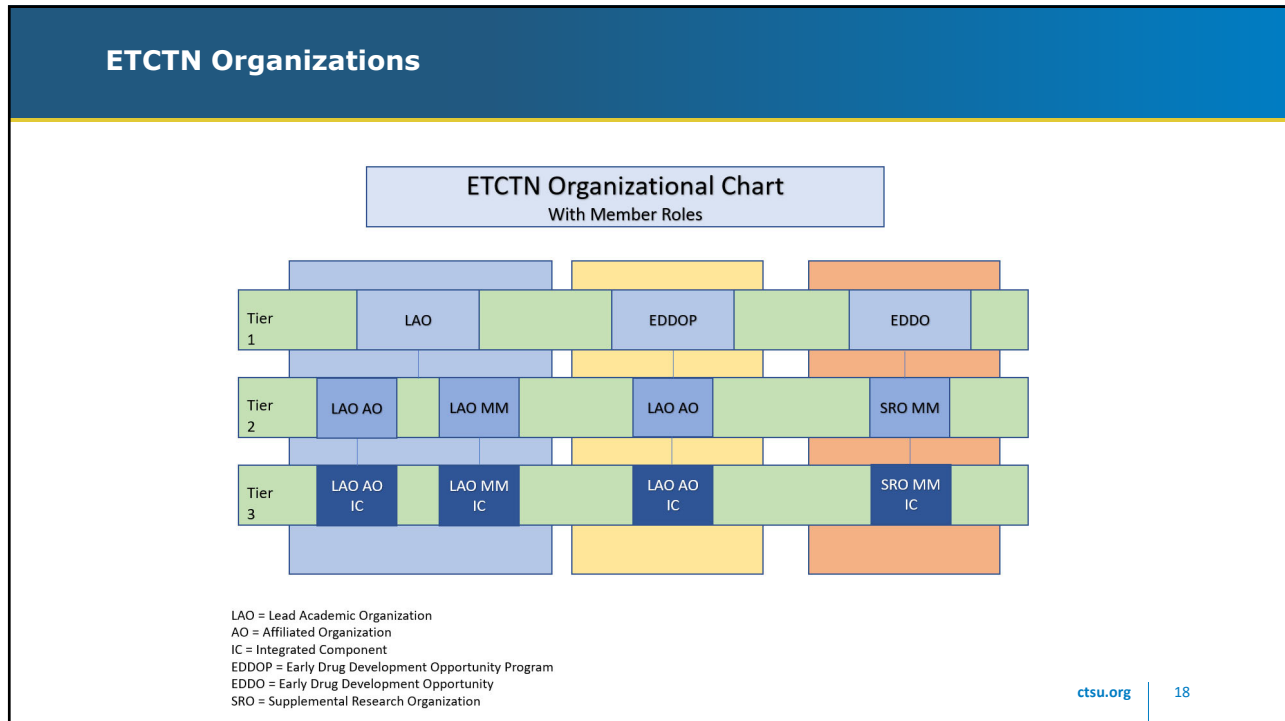 ETCTN Organizations
ETCTN Organizational Chart
With Member Roles
Tier
1
LAO
EDDOP
EDDO
Tier
2
LAO AO
LAO MM
LAO AO
SRO MM
Tier
3
LAO AO
IC
LAO MM
IC
LAO AO
IC
SRO MM
IC
LAO = Lead Academic Organization
AO = Affiliated Organization
IC = Integrated Component
EDDOP = Early Drug Development Opportunity Program
EDDO = Early Drug Development Opportunity
SRO = Supplemental Research Organization
ctsu.org
18